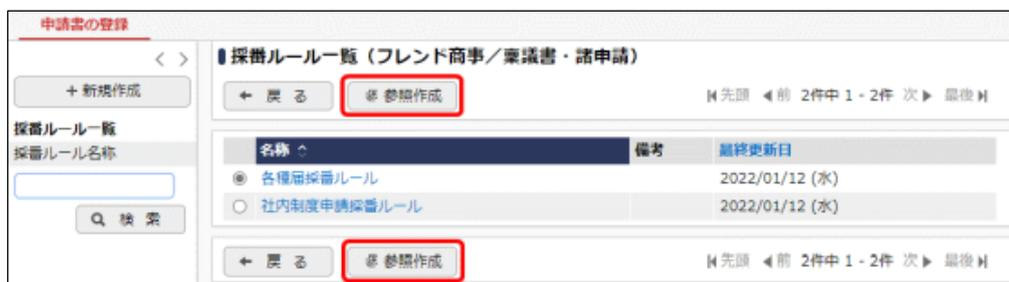 申請書の登録
< >
+ 新規作成
採番ルール一覧
採番ルール名称
検 索
採番ルール一覧(フレンド商事/稟議書・諸申請)
← 戻 る 参照作成 先頭 前 2件中 1 - 2件 次 最後
名称 備考 最終更新日
各種届採番ルール 2022/01/12 (水)
社内制度申請採番ルール 2022/01/12 (水)
← 戻 る 参照作成 先頭 前 2件中 1 - 2件 次 最後